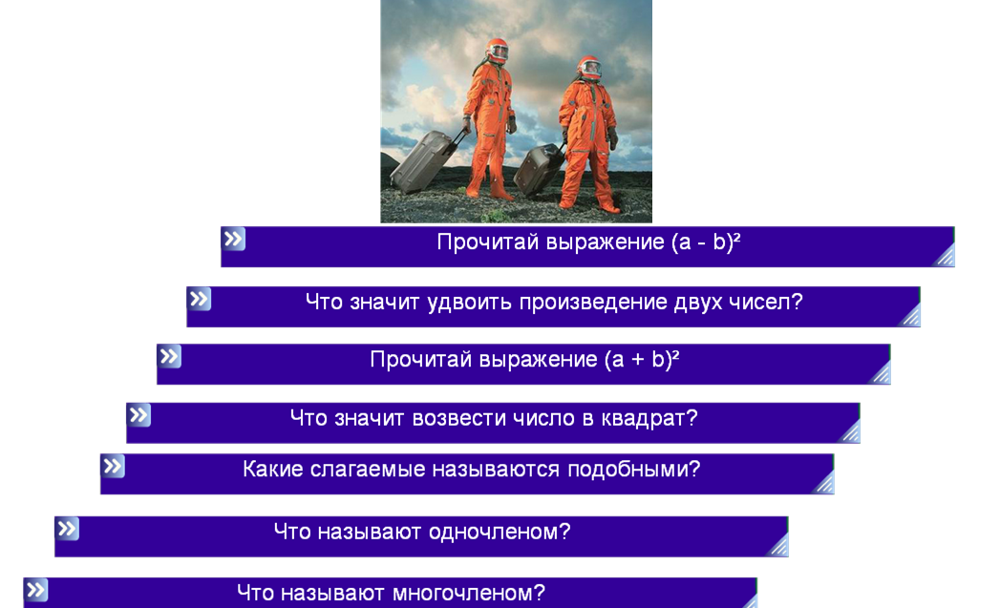 Прочитай выражение (a - b)²
Что значит удвоить произведение двух чисел?
Прочитай выражение (a + b)²
Что значит возвести число в квадрат?
Какие слагаемые называются подобными?
Что называют одночленом?
Что называют многочленом?